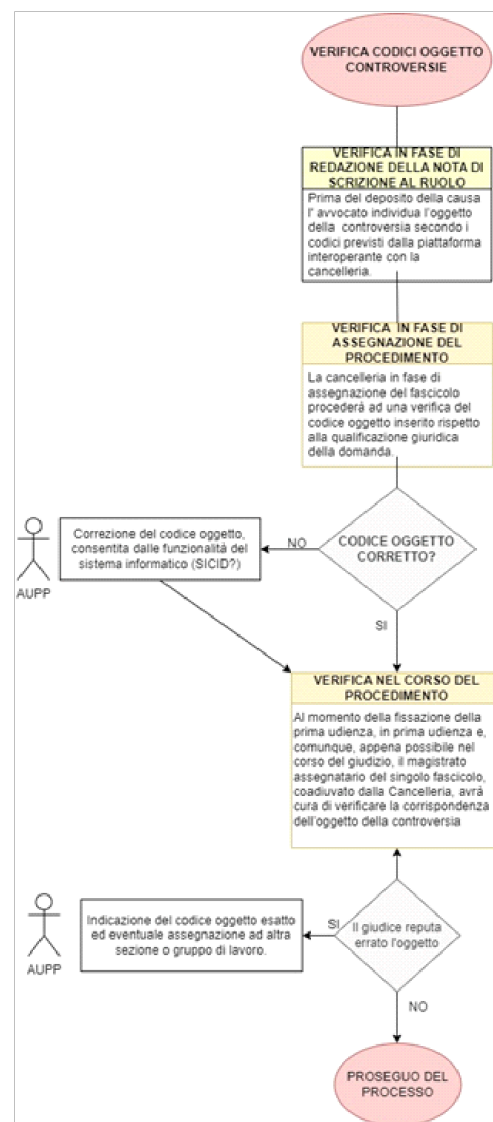 VERIFICA CODICI OGGETTO
CONTROVERSIE
VERIFICA IN FASE DI
REDAZIONE DELLA NOTA DI
SCRIZIONE AL RUOLO
Prima del deposito della causa
l' avvocato individua l'oggetto
della controversia secondo i
codici previsti dalla piattaforma
interoperante con la
cancelleria.
VERIFICA IN FASE DI
ASSEGNAZIONE DEL
PROCEDIMENTO
La cancelleria in fase di
assegnazione del fascicolo
procederà ad una verifica del
codice oggetto inserito rispetto
alla qualificazione giuridica
della domanda.
CODICE OGGETTO
CORRETTO?
NO
Correzione del codice oggetto,
consentita dalle funzionalità del
sistema informatico (SICID?)
AUPP
SI
VERIFICA NEL CORSO DEL
PROCEDIMENTO
Al momento della fissazione della
prima udienza, in prima udienza e,
comunque, appena possibile nel
corso del giudizio, il magistrato
assegnatario del singolo fascicolo,
coadiuvato dalla Cancelleria, avrà
cura di verificare la corrispondenza
dell'oggetto della controversia
Il giudice reputa
errato l'oggetto
SI
Indicazione del codice oggetto esatto
ed eventuale assegnazione ad altra
sezione o gruppo di lavoro.
AUPP
NO
PROSEGUO DEL
PROCESSO